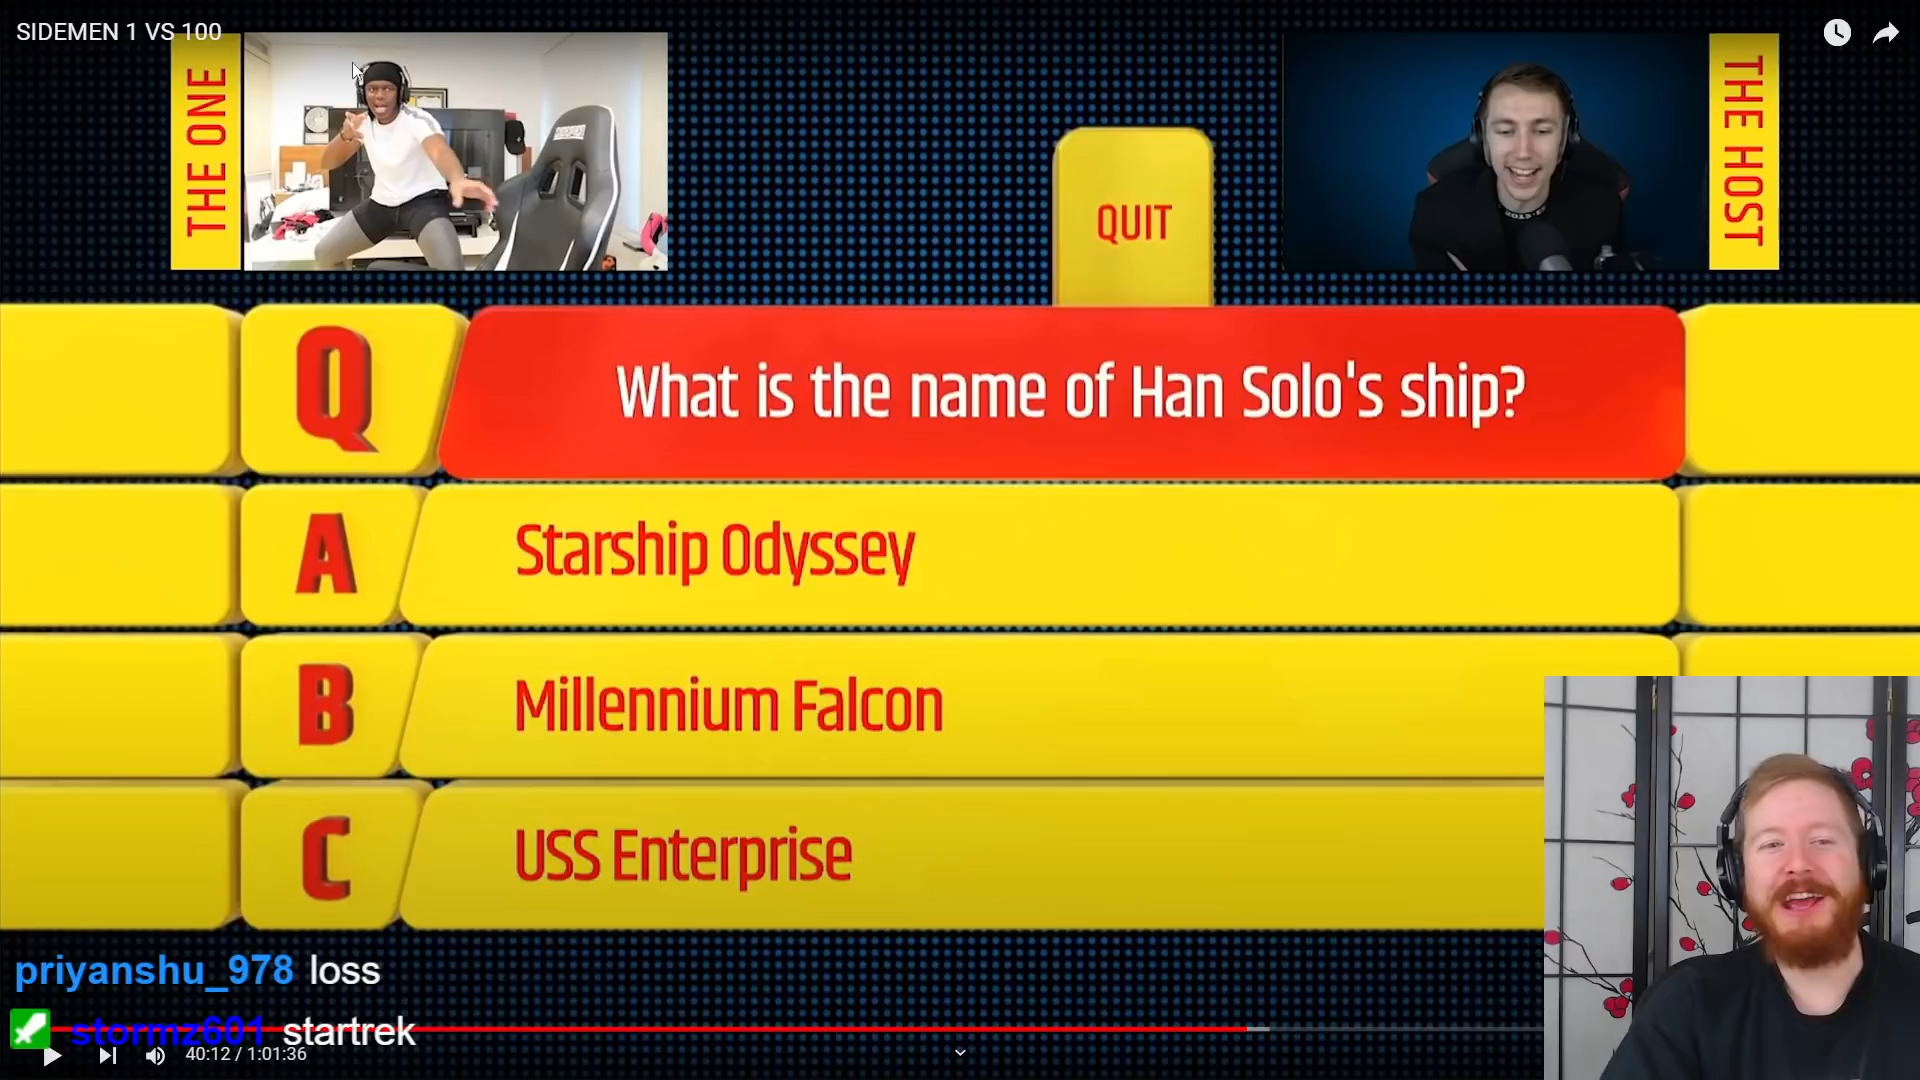 SIDEMEN 1 VS 100
THE ONE
THE HOST
QUIT
Q
What is the name of Han Solo's ship?
A
Starship Odyssey
B
Millennium Falcon
C
USS Enterprise
priyanshu_978 loss
stormz601 startrek
40:12 / 1:01:36